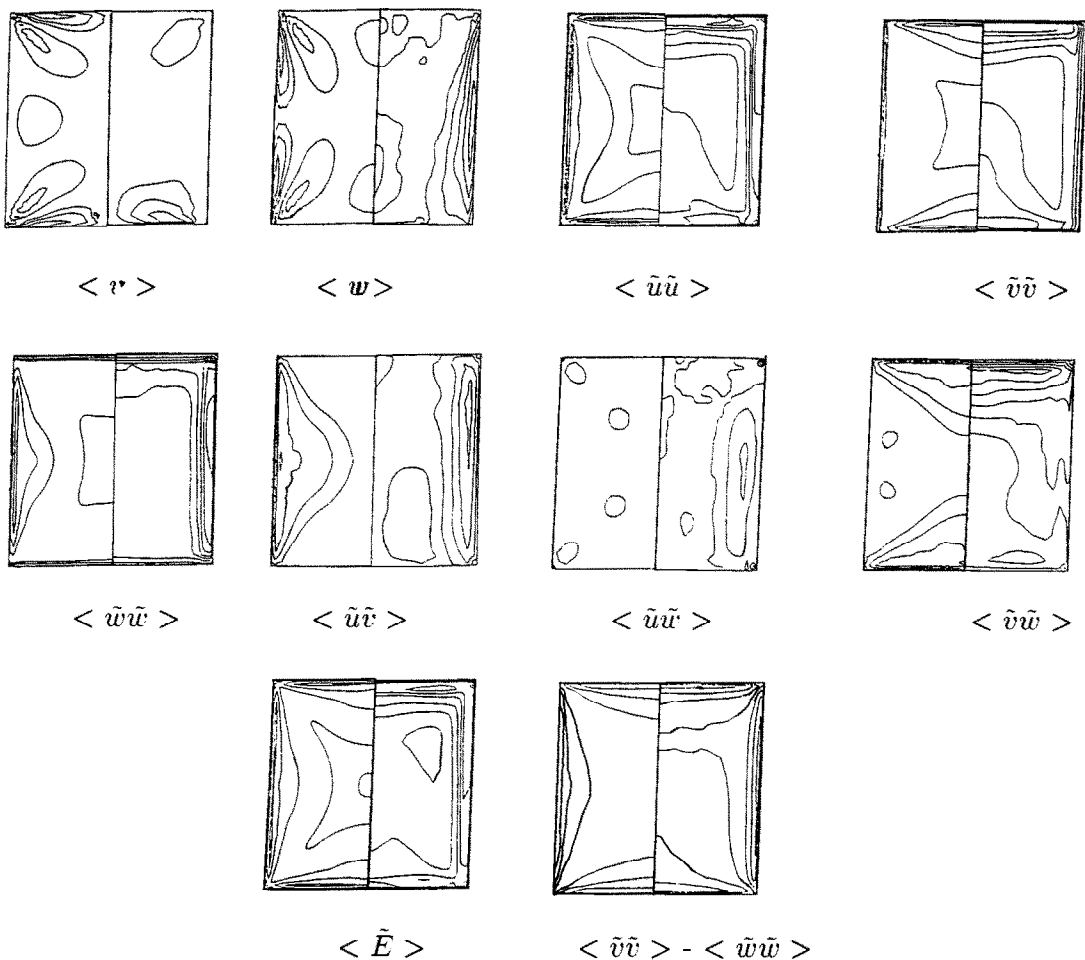 < v >
< w >
< ũũ >
< ṽṽ >
< w̃w̃ >
< ũṽ >
< ũw̃ >
< ṽw̃ >
< Ẽ >
< ṽṽ > - < w̃w̃ >